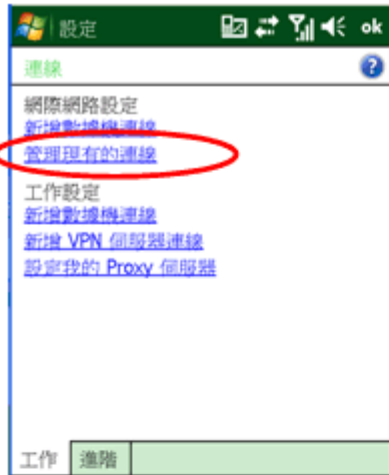 設定 ok
連線
網際網路設定
新增數據機連線
管理現有的連線
工作設定
新增數據機連線
新增 VPN 伺服器連線
設定我的 Proxy 伺服器
工作 進階